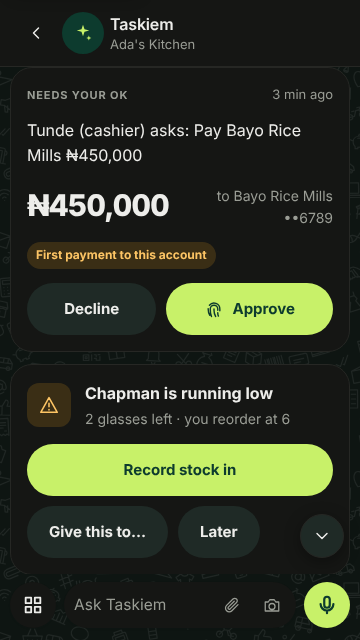 Taskiem
Ada's Kitchen
NEEDS YOUR OK
3 min ago
Tunde (cashier) asks: Pay Bayo Rice
Mills ₦450,000
₦450,000
to Bayo Rice Mills
••6789
First payment to this account
Decline
Approve
Chapman is running low
2 glasses left · you reorder at 6
Record stock in
Give this to...
Later
Ask Taskiem